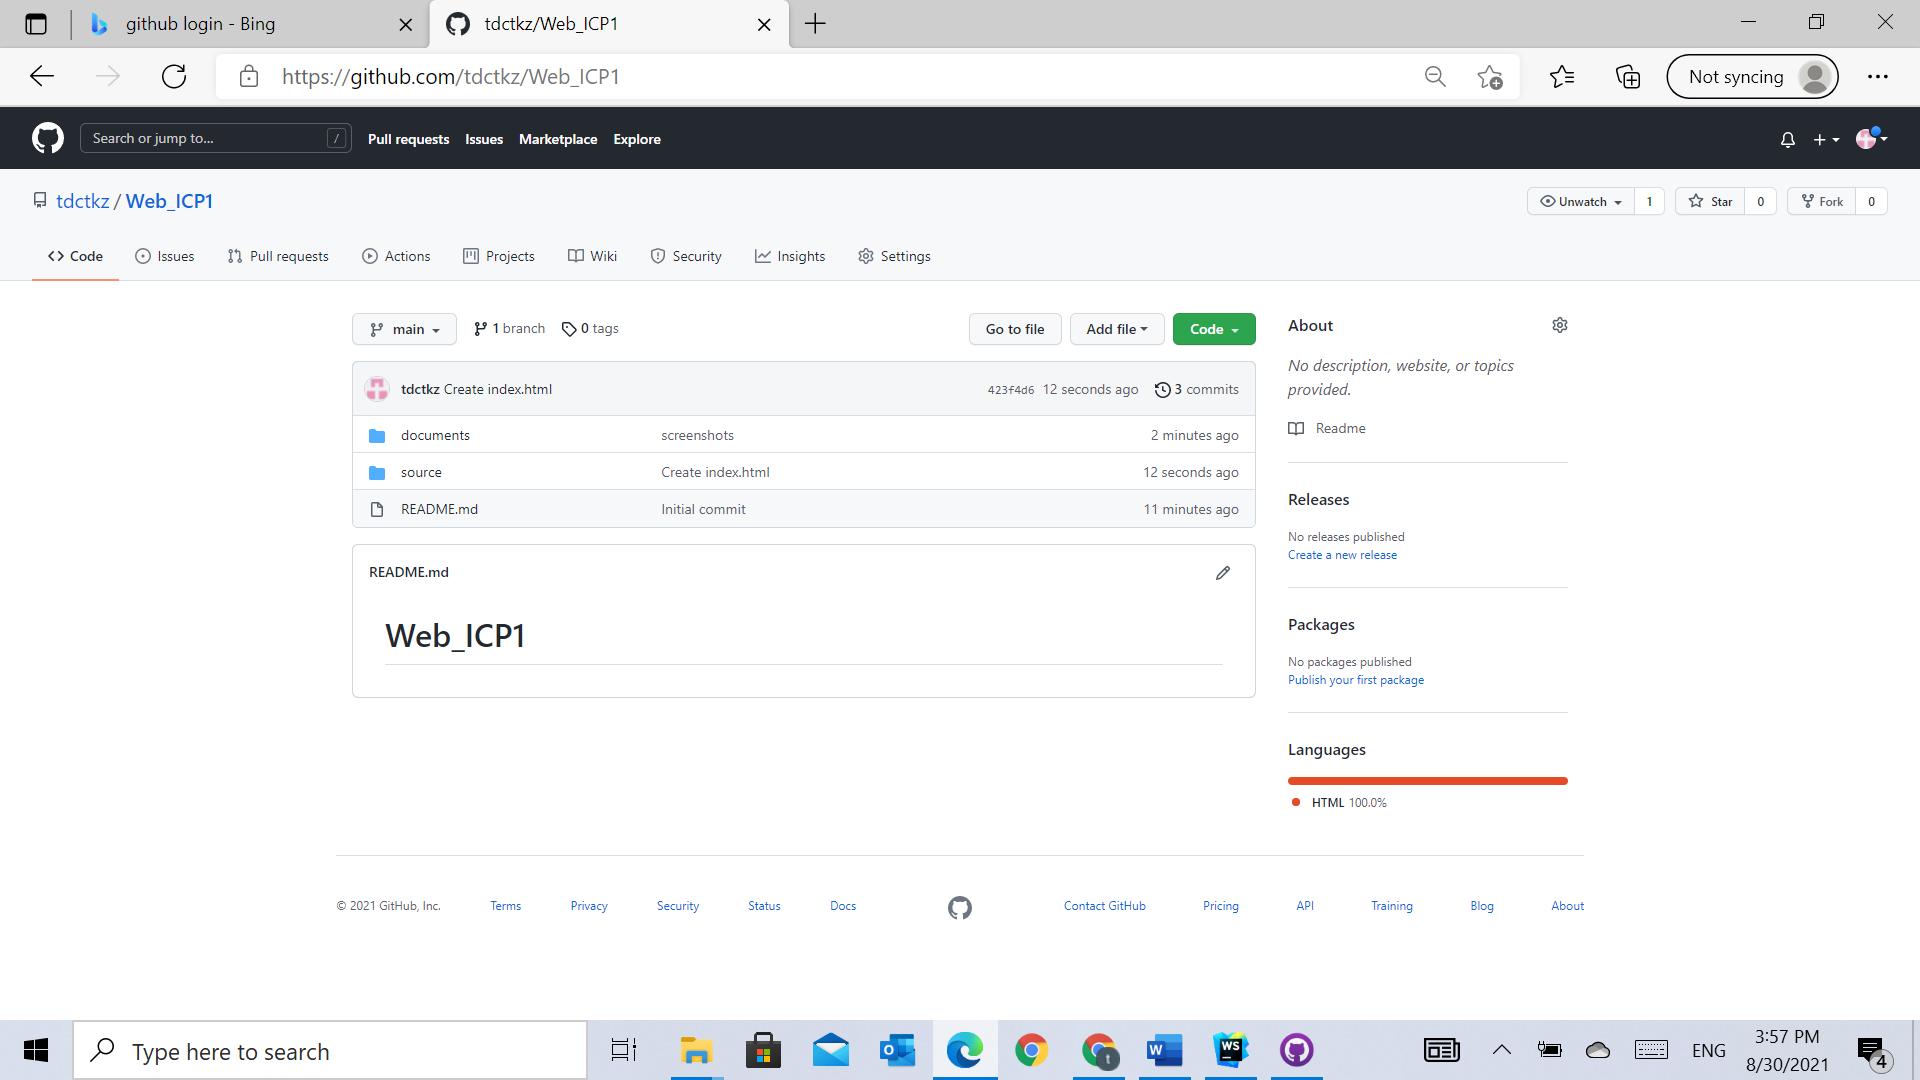 github login - Bing
tdctkz/Web_ICP1
https://github.com/tdctkz/Web_ICP1
Not syncing
Search or jump to...
/
Pull requests
Issues
Marketplace
Explore
tdctkz / Web_ICP1
Unwatch
1
Star
0
Fork
0
Code
Issues
Pull requests
Actions
Projects
Wiki
Security
Insights
Settings
main
1 branch
0 tags
Go to file
Add file
Code
tdctkz Create index.html
423f4d6
12 seconds ago
3 commits
documents
screenshots
2 minutes ago
source
Create index.html
12 seconds ago
README.md
Initial commit
11 minutes ago
README.md
Web_ICP1
About
No description, website, or topics
provided.
Readme
Releases
No releases published
Create a new release
Packages
No packages published
Publish your first package
Languages
HTML 100.0%
© 2021 GitHub, Inc.
Terms
Privacy
Security
Status
Docs
Contact GitHub
Pricing
API
Training
Blog
About
Type here to search
t
W
WS
ENG
3:57 PM
8/30/2021
4